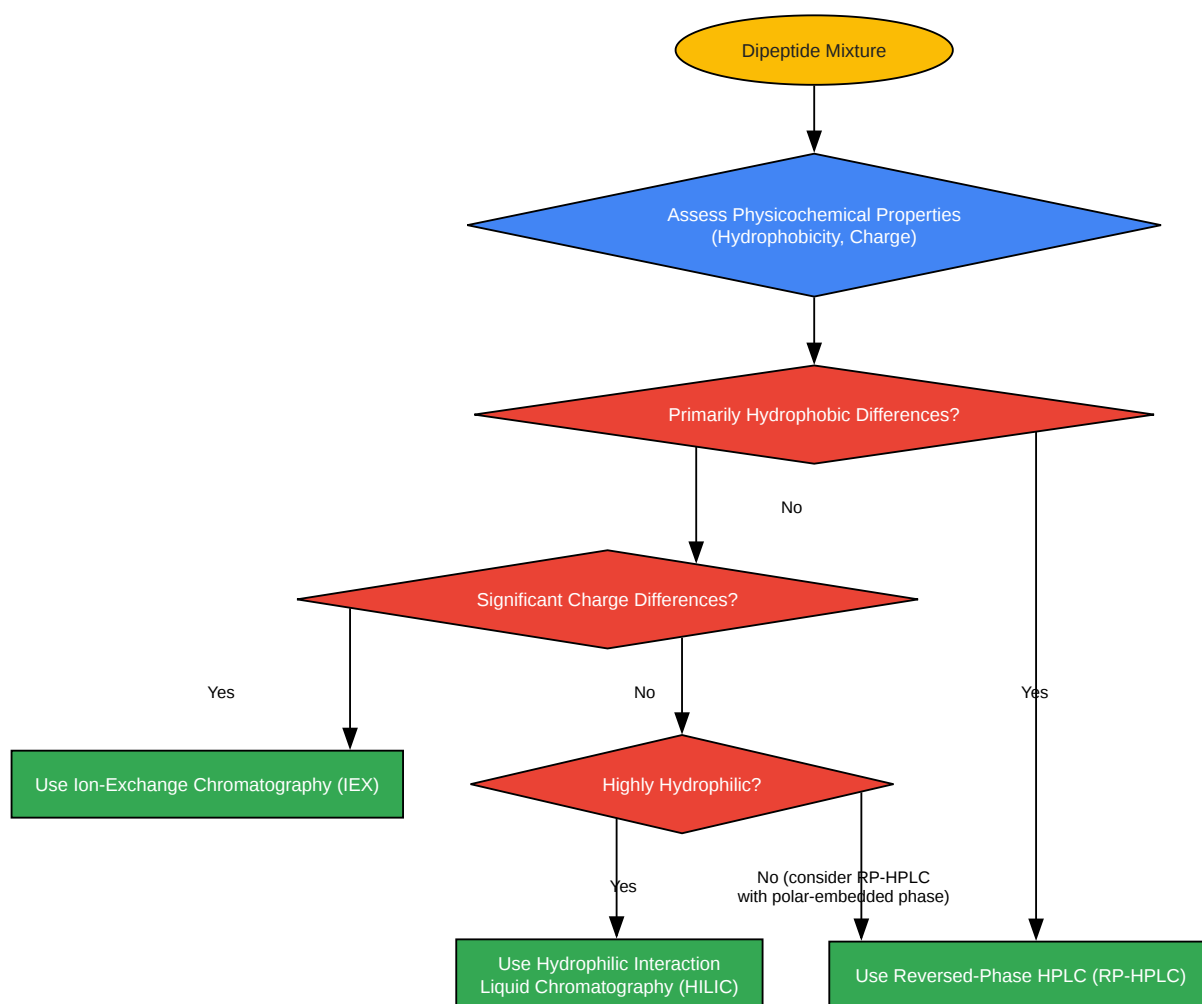 Dipeptide Mixture
Assess Physicochemical Properties
(Hydrophobicity, Charge)
Primarily Hydrophobic Differences?
No
Significant Charge Differences?
Yes
No
Yes
Use Ion-Exchange Chromatography (IEX)
Highly Hydrophilic?
Yes
No (consider RP-HPLC
with polar-embedded phase)
Use Hydrophilic Interaction
Liquid Chromatography (HILIC)
Use Reversed-Phase HPLC (RP-HPLC)